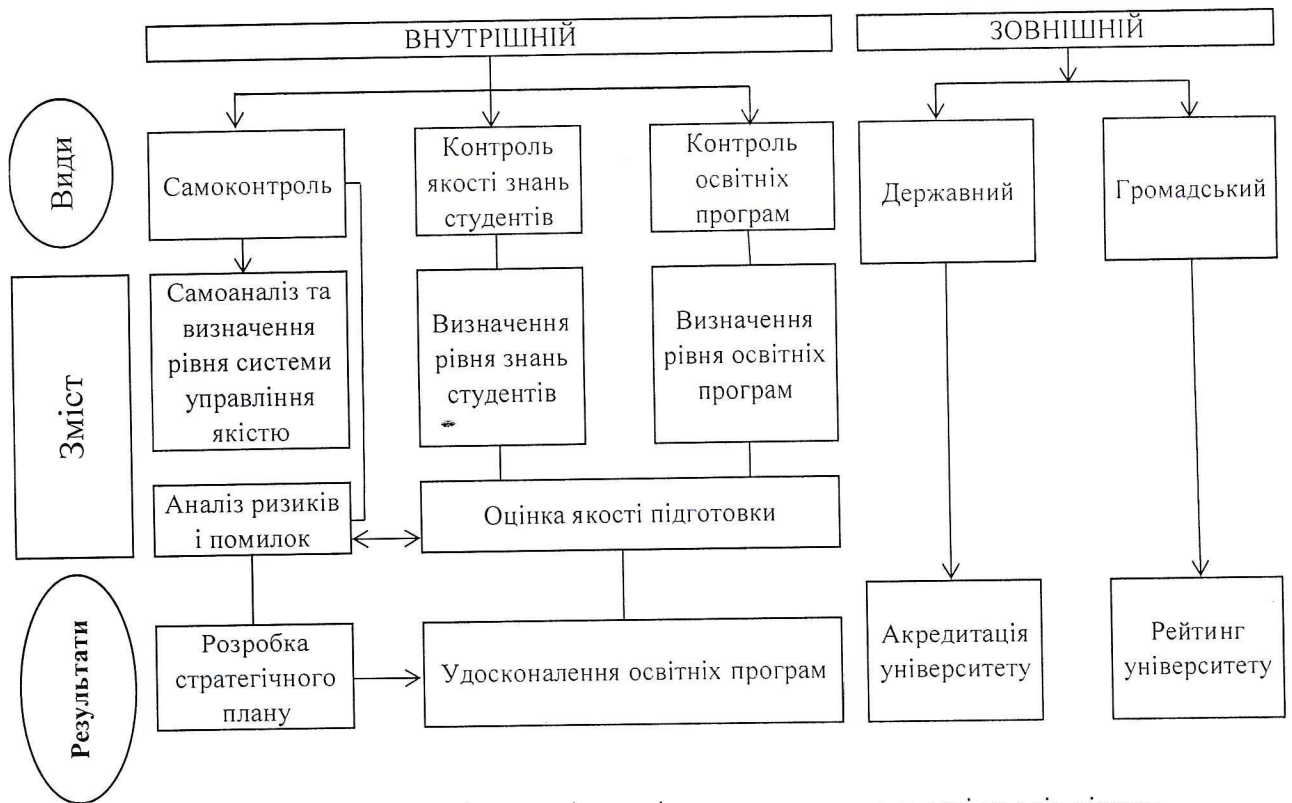 ВНУТРІШНІЙ
ЗОВНІШНІЙ
Види
Самоконтроль
Контроль
якості знань
студентів
Контроль
освітніх
програм
Державний
Громадський
Зміст
Самоаналіз та
визначення
рівня системи
управління
якістю
Визначення
рівня знань
студентів
Визначення
рівня освітніх
програм
Аналіз ризиків
і помилок
Оцінка якості підготовки
Результати
Розробка
стратегічного
плану
Удосконалення освітніх програм
Акредитація
університету
Рейтинг
університету